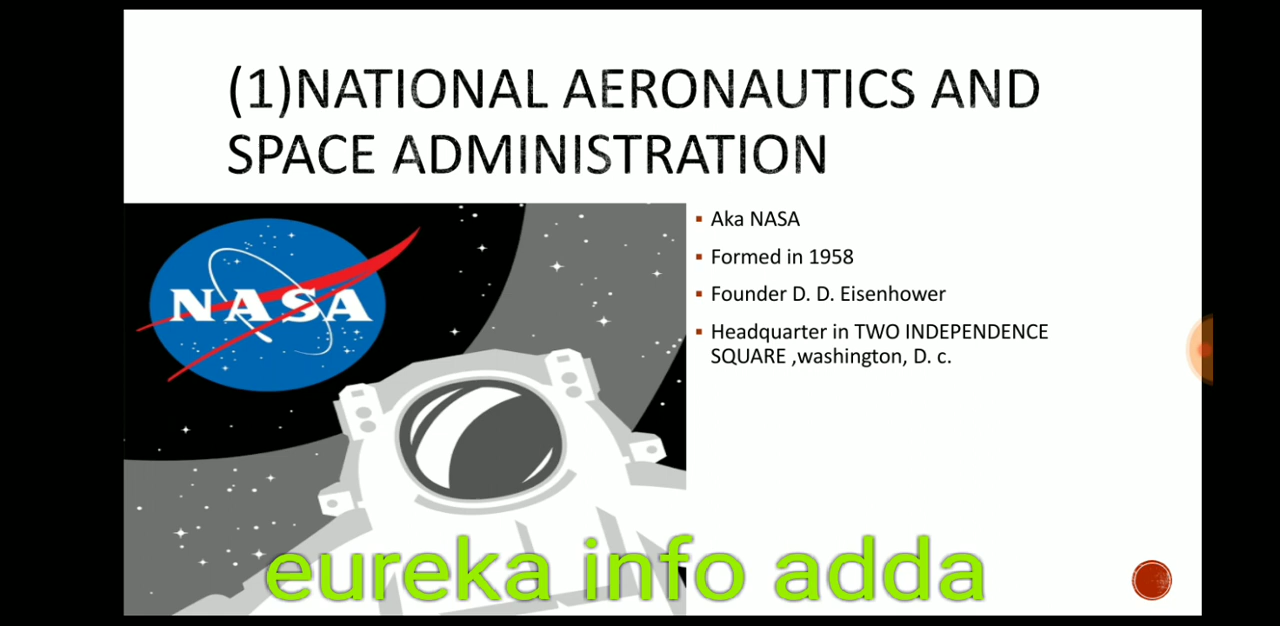 (1)NATIONAL AERONAUTICS AND
SPACE ADMINISTRATION
NASA
Aka NASA
Formed in 1958
Founder D. D. Eisenhower
Headquarter in TWO INDEPENDENCE
SQUARE ,washington, D. c.
eureka info adda